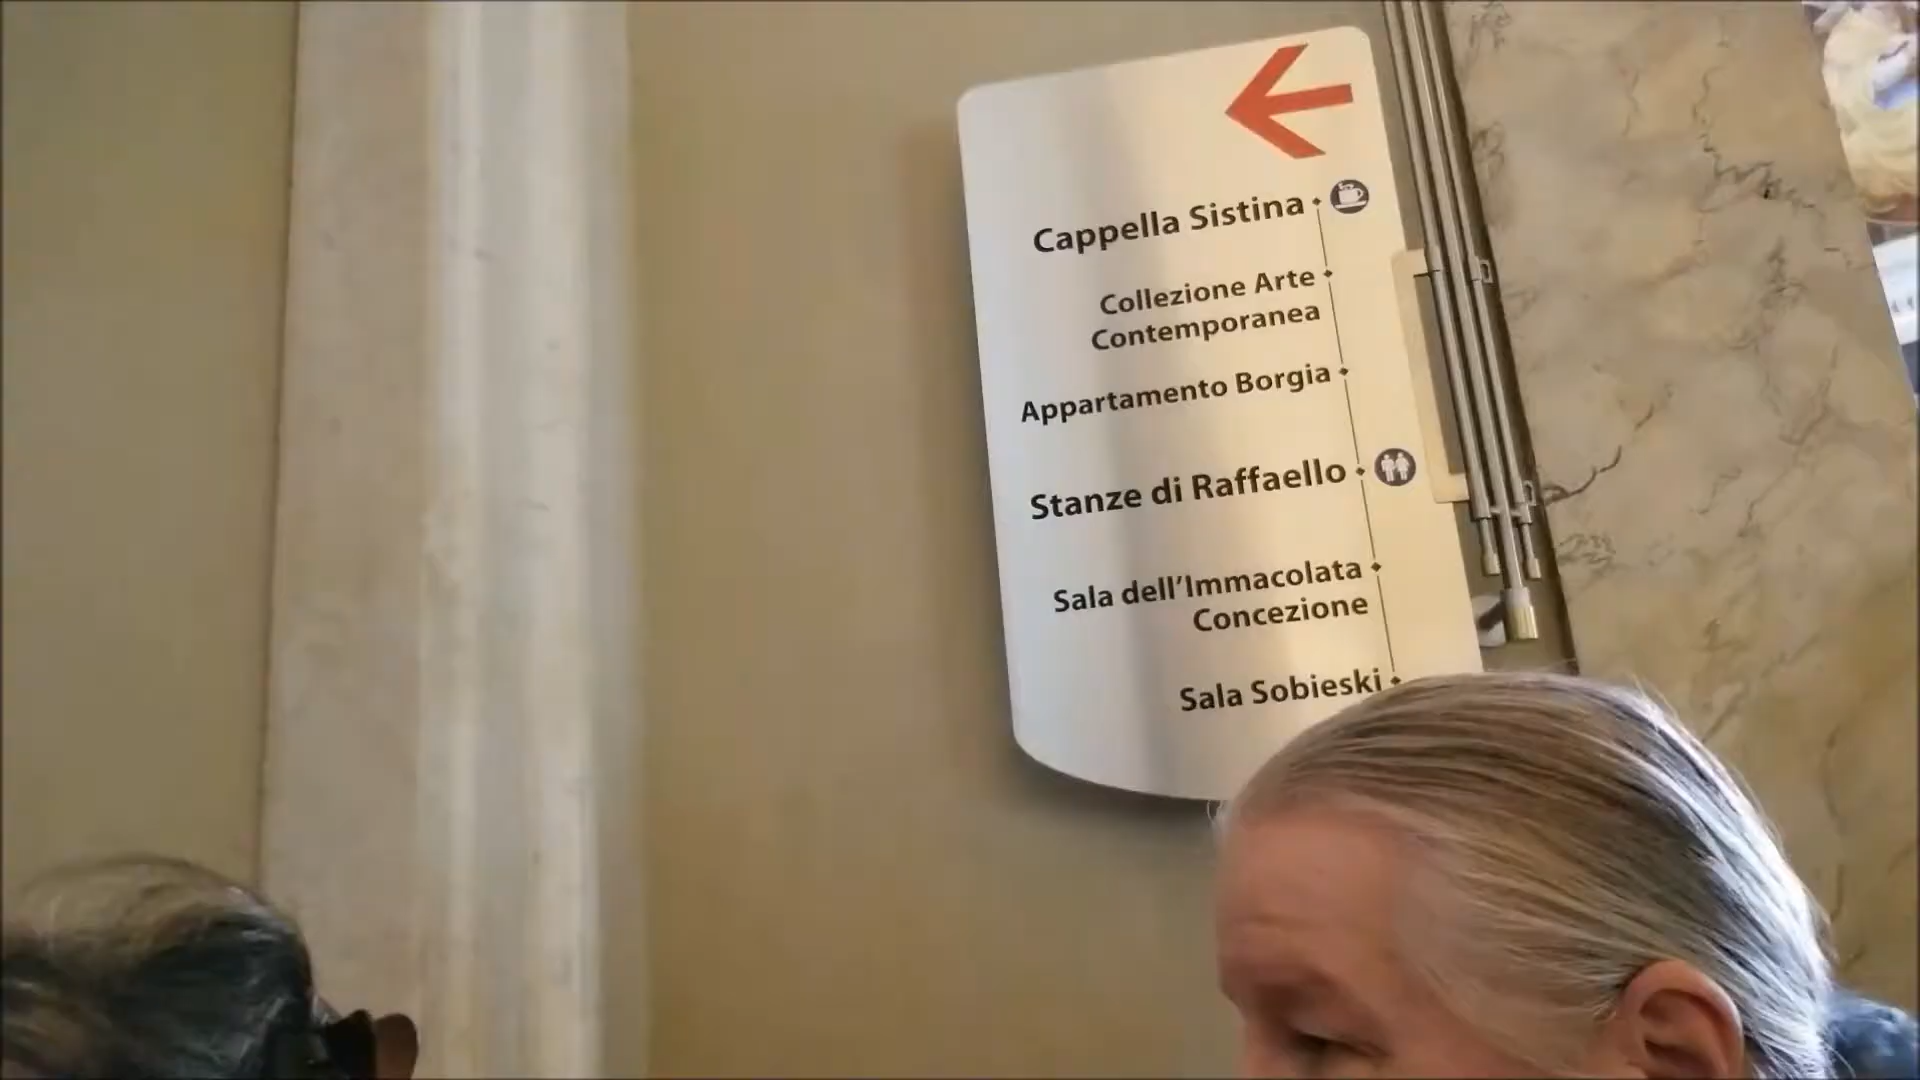 Cappella Sistina
Collezione Arte
Contemporanea
Appartamento Borgia
Stanze di Raffaello
Sala dell'Immacolata
Concezione
Sala Sobieski